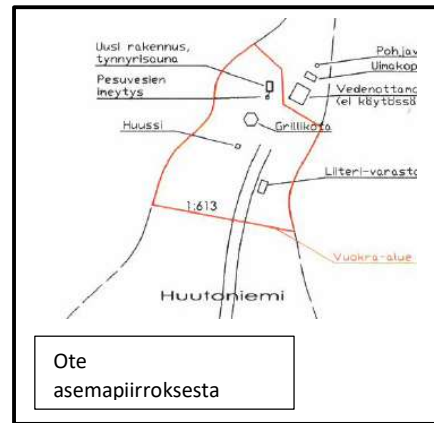 Uusi rakennus,
tynnyrisauna
Pesuvesien
imeytys
Pohjav
Uimakop
Vedenottamo
(ei käytössä
Grillikota
Huussi
Liiteri-varasto
1:613
Vuokra-alue
Huutoniemi
Ote
asemapiirroksesta